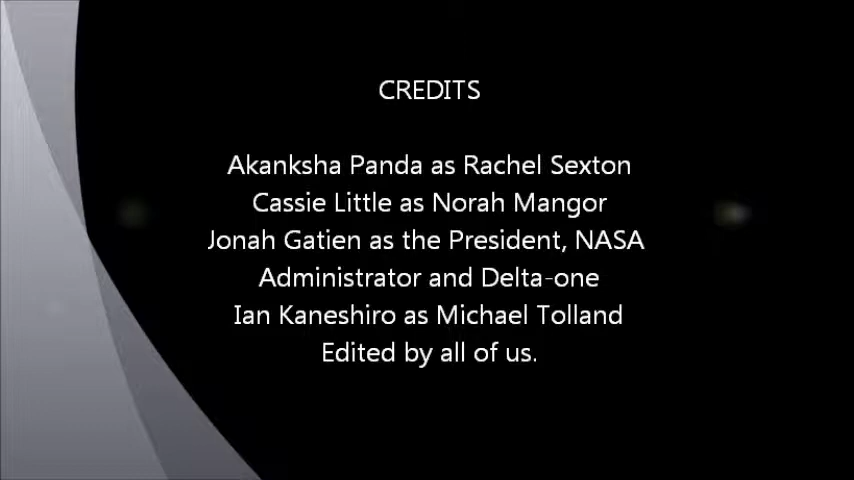 CREDITS
Akanksha Panda as Rachel Sexton
Cassie Little as Norah Mangor
Jonah Gatien as the President, NASA
Administrator and Delta-one
Ian Kaneshiro as Michael Tolland
Edited by all of us.